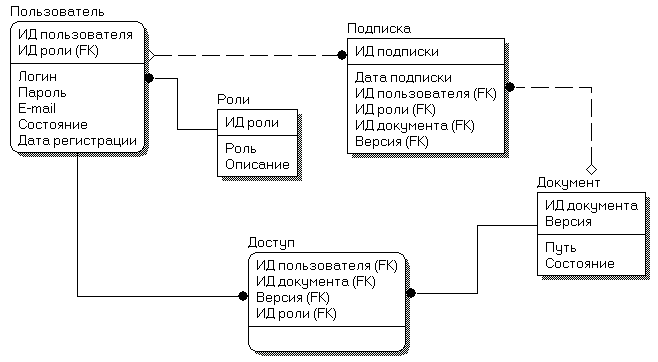 Пользователь
ИД пользователя
ИД роли (FK)
Логин
Пароль
E-mail
Состояние
Дата регистрации
Роли
ИД роли
Роль
Описание
Подписка
ИД подписки
Дата подписки
ИД пользователя (FK)
ИД роли (FK)
ИД документа (FK)
Версия (FK)
Документ
ИД документа
Версия
Путь
Состояние
Доступ
ИД пользователя (FK)
ИД документа (FK)
Версия (FK)
ИД роли (FK)